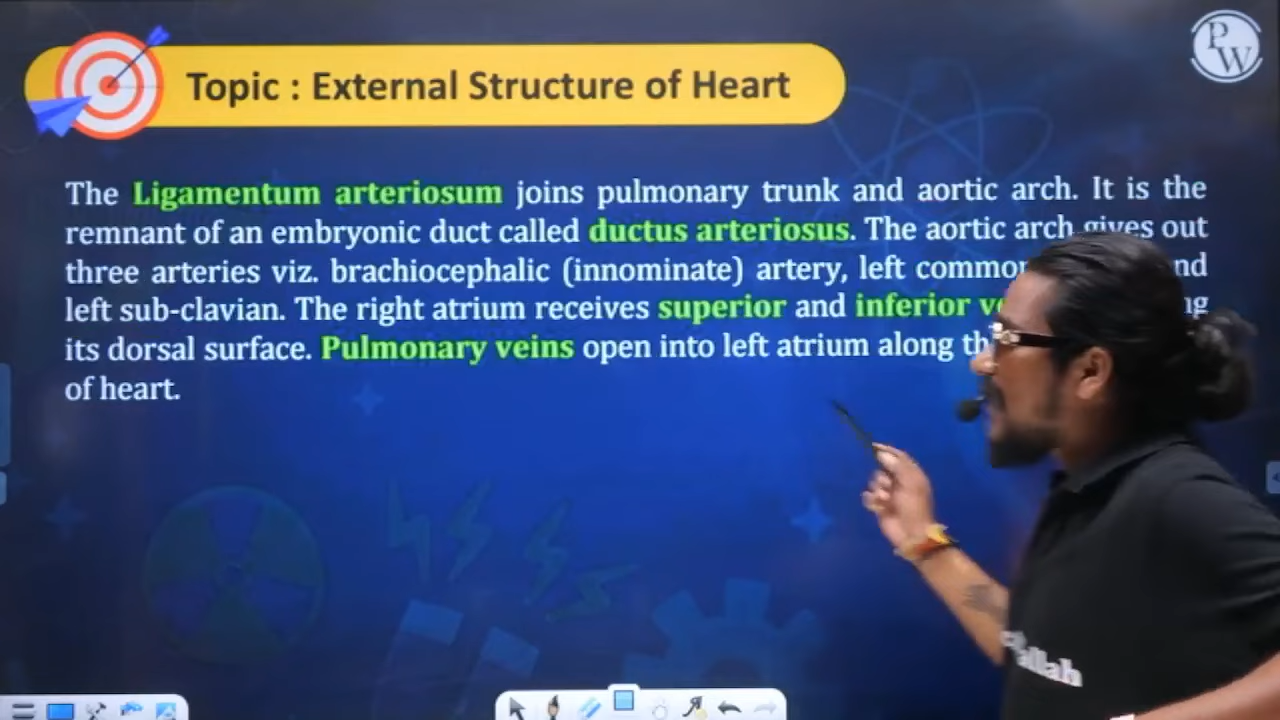 Topic : External Structure of Heart
PW
The Ligamentum arteriosum joins pulmonary trunk and aortic arch. It is the
remnant of an embryonic duct called ductus arteriosus. The aortic arch gives out
three arteries viz. brachiocephalic (innominate) artery, left common
left sub-clavian. The right atrium receives superior and inferior
its dorsal surface. Pulmonary veins open into left atrium along
of heart.